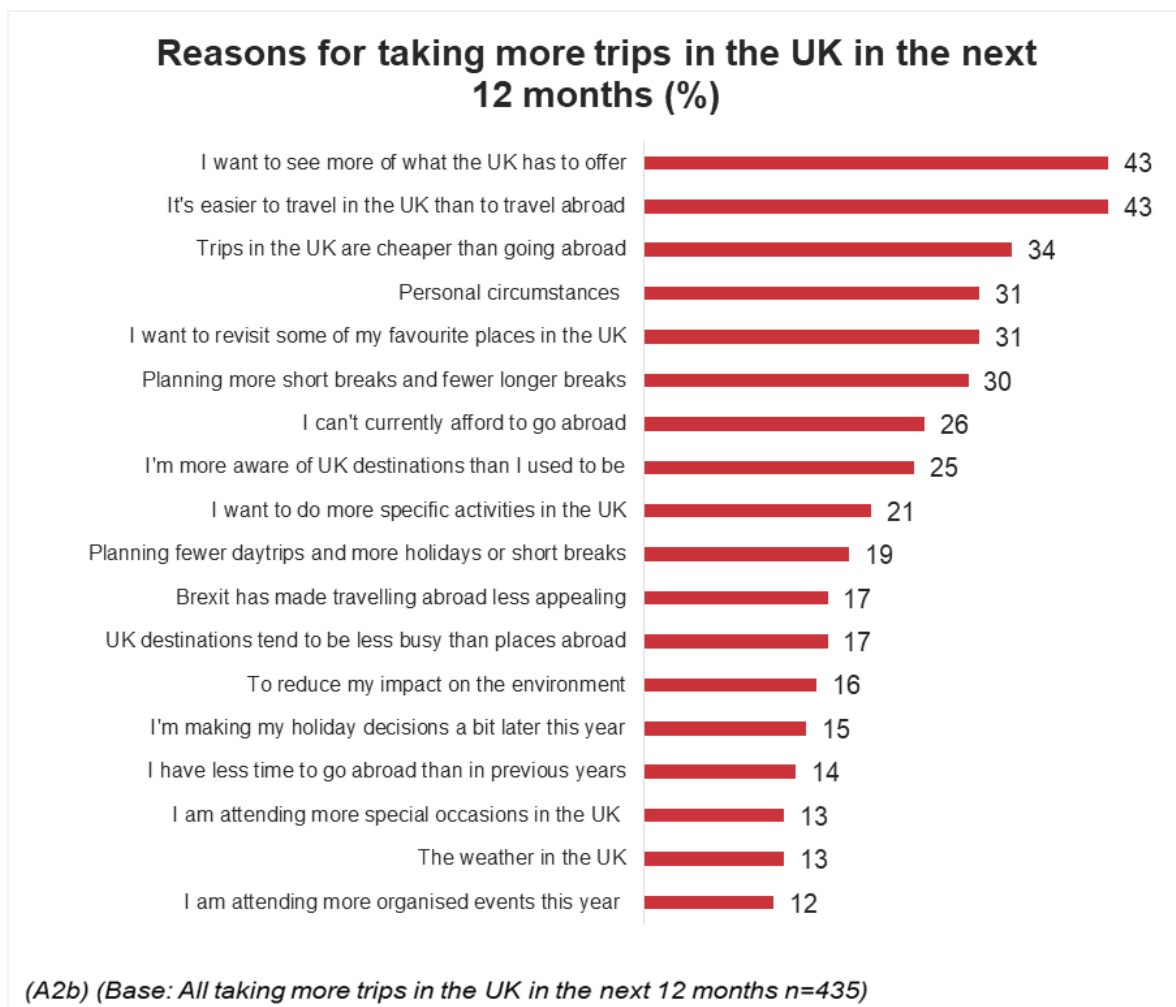 Reasons for taking more trips in the UK in the next
12 months (%)
I want to see more of what the UK has to offer 43
It's easier to travel in the UK than to travel abroad 43
Trips in the UK are cheaper than going abroad 34
Personal circumstances 31
I want to revisit some of my favourite places in the UK 31
Planning more short breaks and fewer longer breaks 30
I can't currently afford to go abroad 26
I'm more aware of UK destinations than I used to be 25
I want to do more specific activities in the UK 21
Planning fewer daytrips and more holidays or short breaks 19
Brexit has made travelling abroad less appealing 17
UK destinations tend to be less busy than places abroad 17
To reduce my impact on the environment 16
I'm making my holiday decisions a bit later this year 15
I have less time to go abroad than in previous years 14
I am attending more special occasions in the UK 13
The weather in the UK 13
I am attending more organised events this year 12
(A2b) (Base: All taking more trips in the UK in the next 12 months n=435)